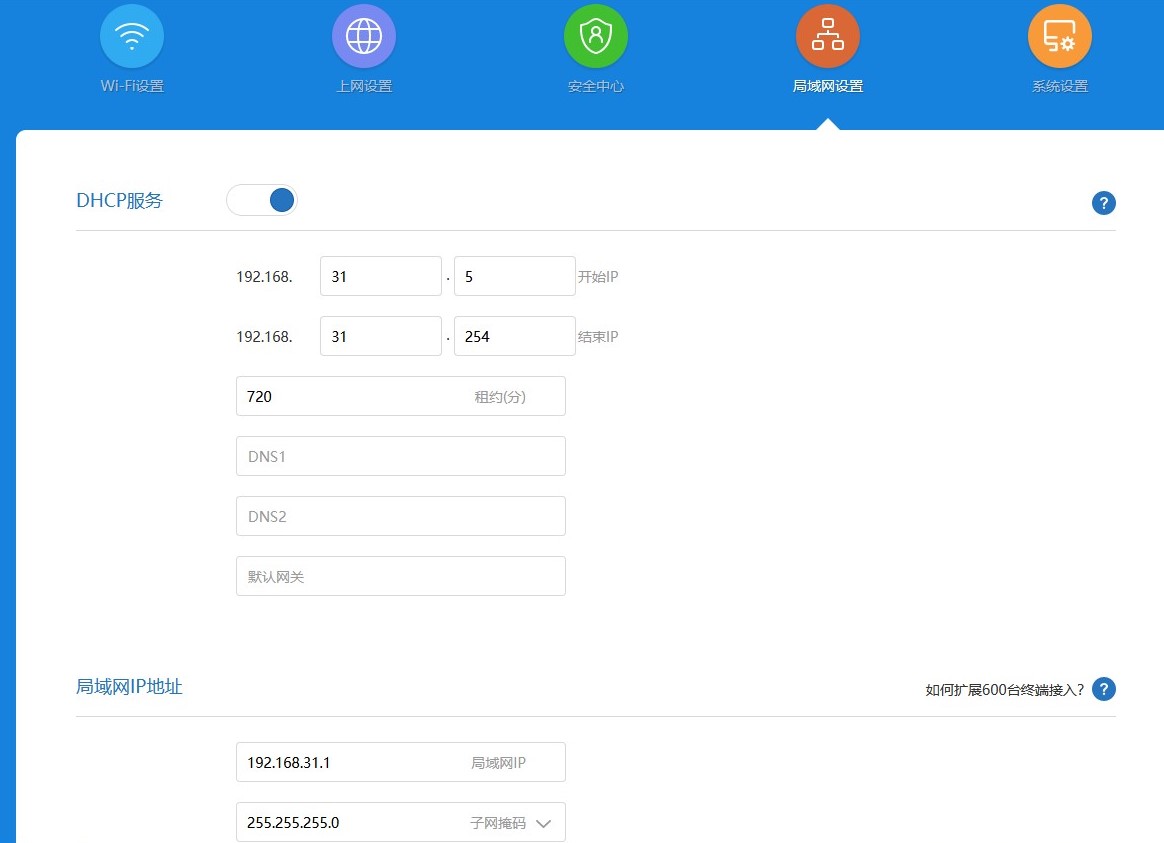 Wi-Fi设置 上网设置 安全中心 局域网设置 系统设置
DHCP服务 ?
192.168. 31 . 5 开始IP
192.168. 31 . 254 结束IP
720 租约(分)
DNS1
DNS2
默认网关
局域网IP地址 如何扩展600台终端接入? ?
192.168.31.1 局域网IP
255.255.255.0 子网掩码